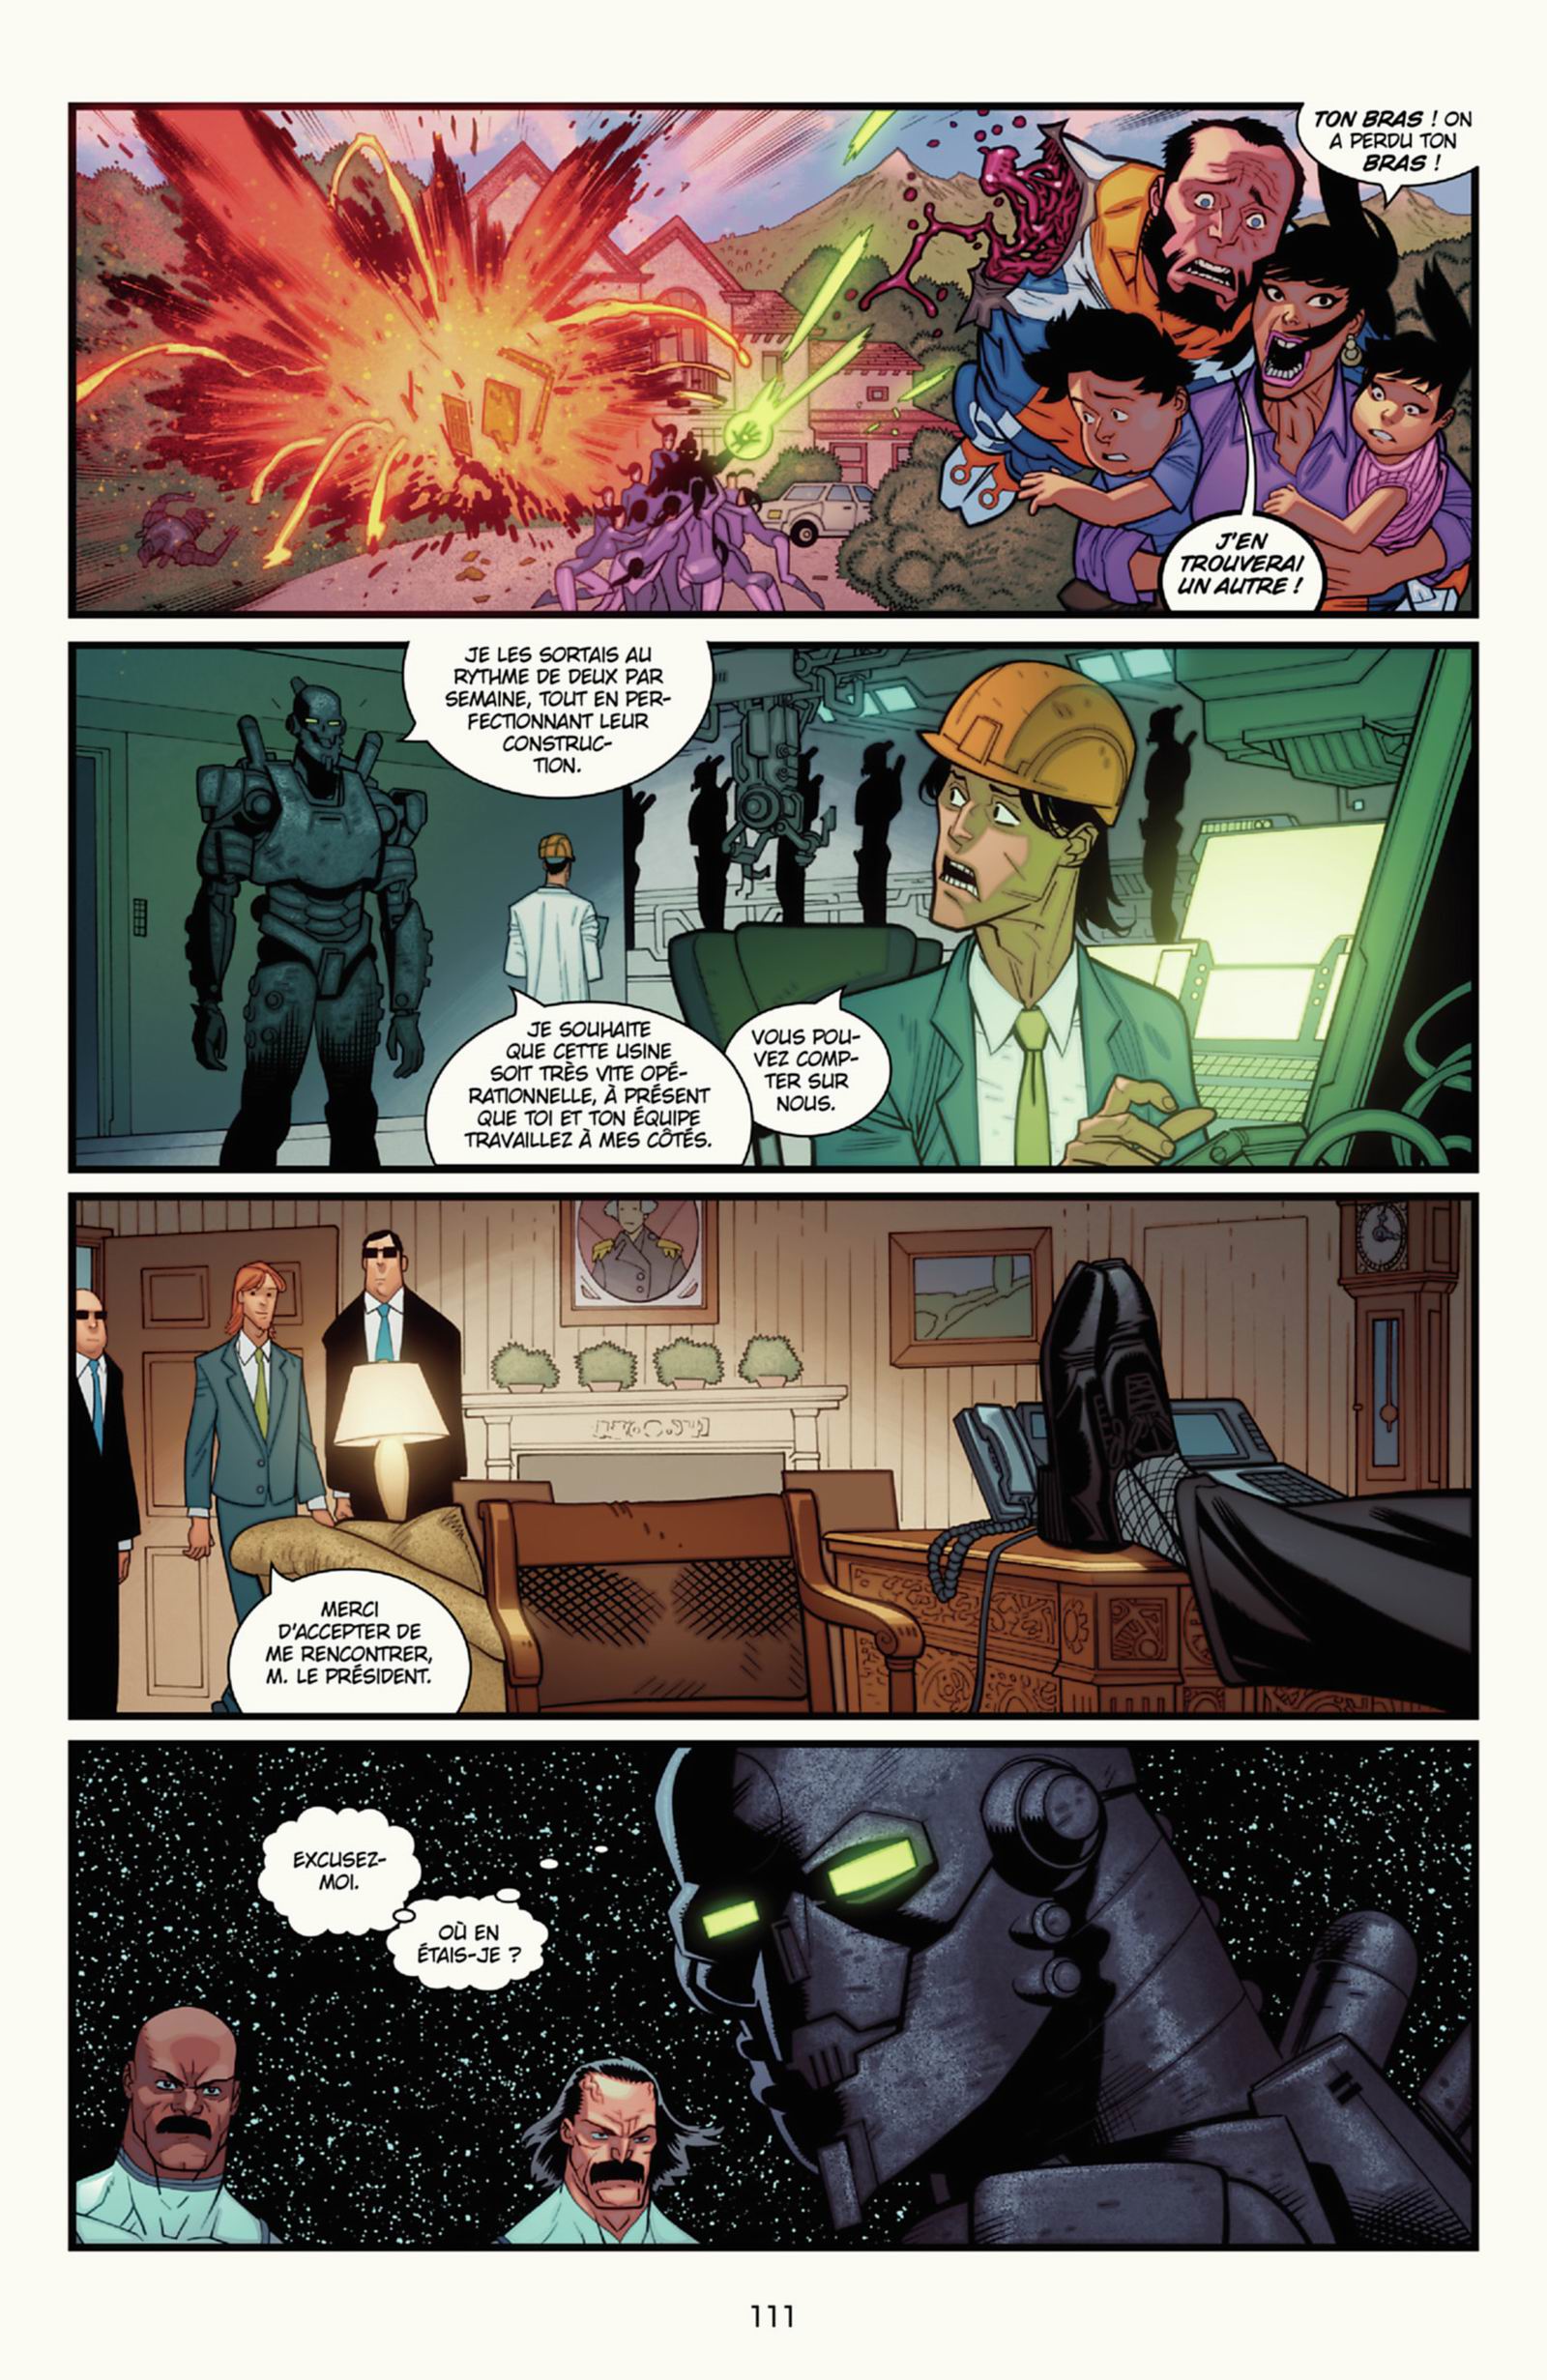 TON BRAS ! ON
A PERDU TON
BRAS !
J'EN
TROUVERAI
UN AUTRE !
JE LES SORTAIS AU
RYTHME DE DEUX PAR
SEMAINE, TOUT EN PER-
FECTIONNANT LEUR
CONSTRUC-
TION.
JE SOUHAITE
QUE CETTE USINE
SOIT TRÈS VITE OPÉ-
RATIONNELLE, À PRÉSENT
QUE TOI ET TON ÉQUIPE
TRAVAILLEZ À MES CÔTÉS.
VOUS POU-
VEZ COMP-
TER SUR
NOUS.
MERCI
D'ACCEPTER DE
ME RENCONTRER,
M. LE PRÉSIDENT.
EXCUSEZ-
MOI.
OÙ EN
ÉTAIS-JE ?
111